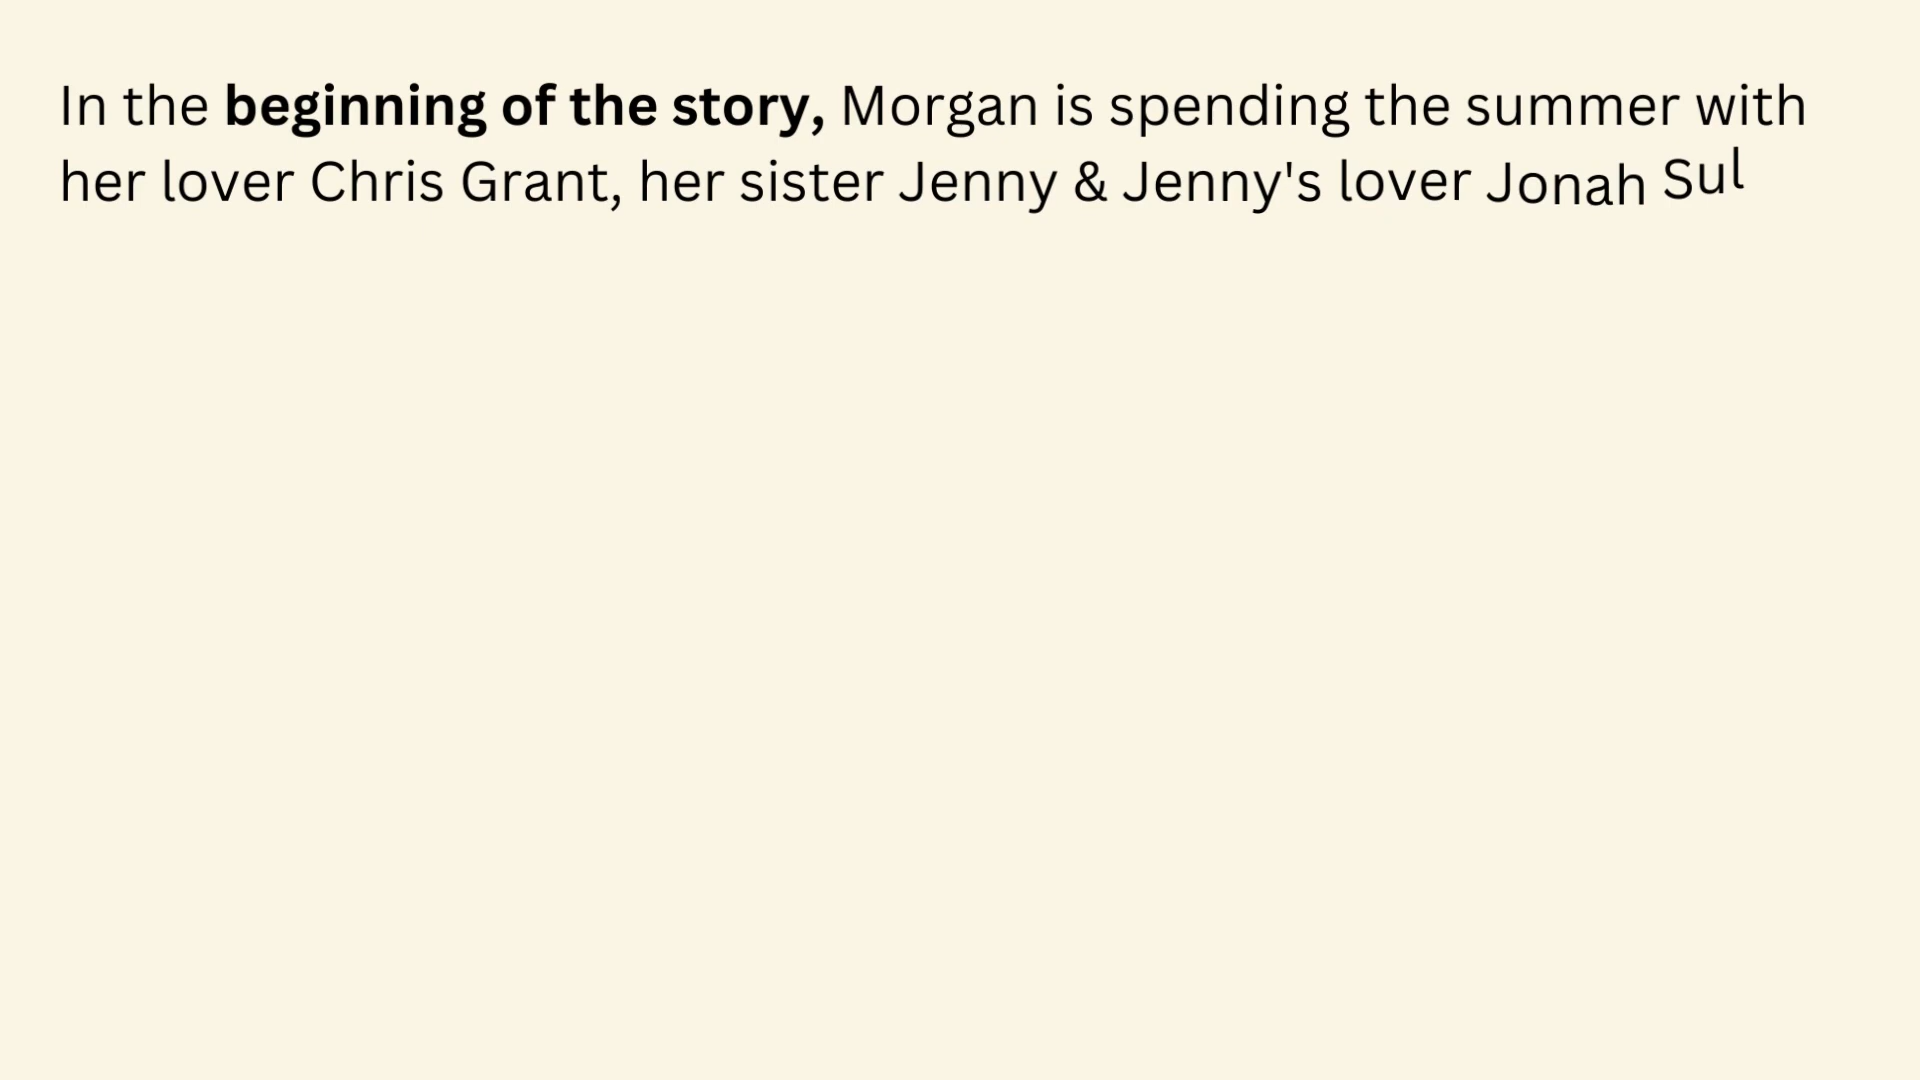 In the beginning of the story, Morgan is spending the summer with
her lover Chris Grant, her sister Jenny & Jenny's lover Jonah Sul